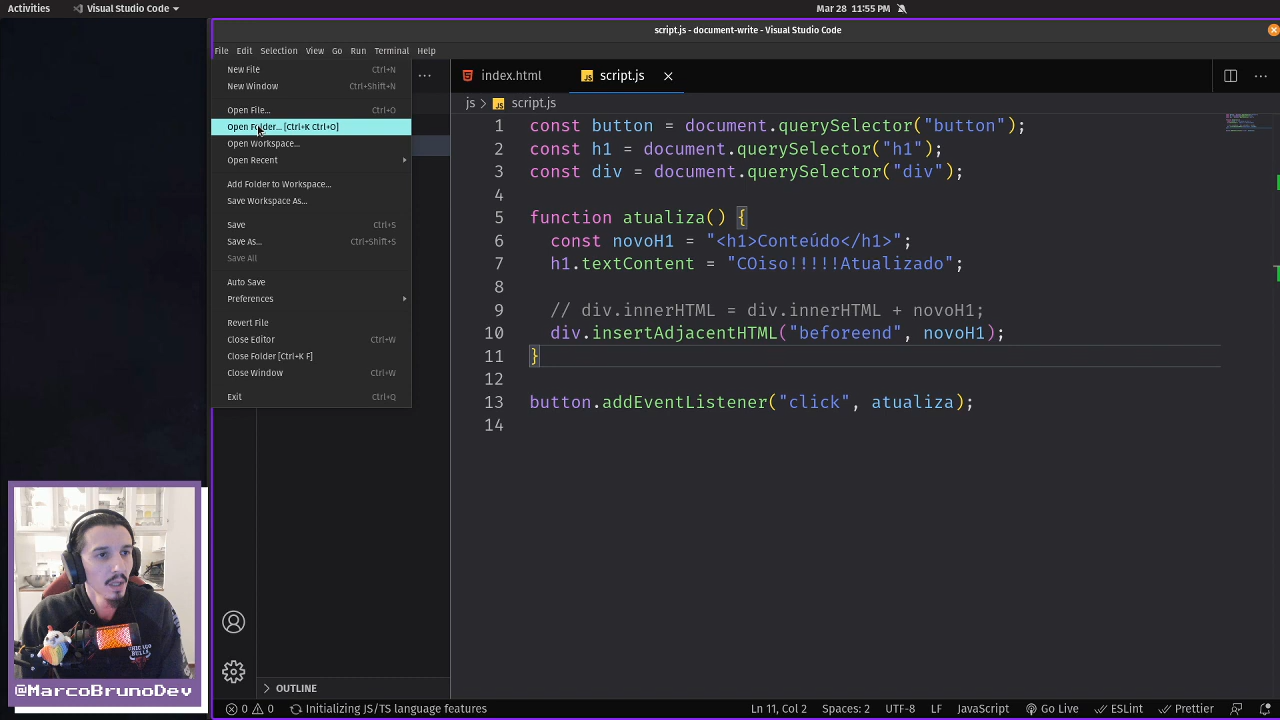 Activities
Visual Studio Code
Mar 28 11:55 PM
script.js - document-write - Visual Studio Code
File Edit Selection View Go Run Terminal Help
New File Ctrl+N
New Window Ctrl+Shift+N
Open File... Ctrl+O
Open Folder... [Ctrl+K Ctrl+O]
Open Workspace...
Open Recent
Add Folder to Workspace...
Save Workspace As...
Save Ctrl+S
Save As... Ctrl+Shift+S
Save All
Auto Save
Preferences
Revert File
Close Editor Ctrl+W
Close Folder [Ctrl+K F]
Close Window Ctrl+W
Exit Ctrl+Q
index.html
script.js
js > script.js
1 const button = document.querySelector("button");
2 const h1 = document.querySelector("h1");
3 const div = document.querySelector("div");
4
5 function atualiza() {
6 const novoH1 = "<h1>Conteúdo</h1>";
7 h1.textContent = "COiso!!!!!Atualizado";
8
9 // div.innerHTML = div.innerHTML + novoH1;
10 div.insertAdjacentHTML("beforeend", novoH1);
11 }
12
13 button.addEventListener("click", atualiza);
14
OUTLINE
CHICAGO
BULLS
@MarcoBrunoDev
0 0 Initializing JS/TS language features
Ln 11, Col 2 Spaces: 2 UTF-8 LF JavaScript Go Live ESLint Prettier